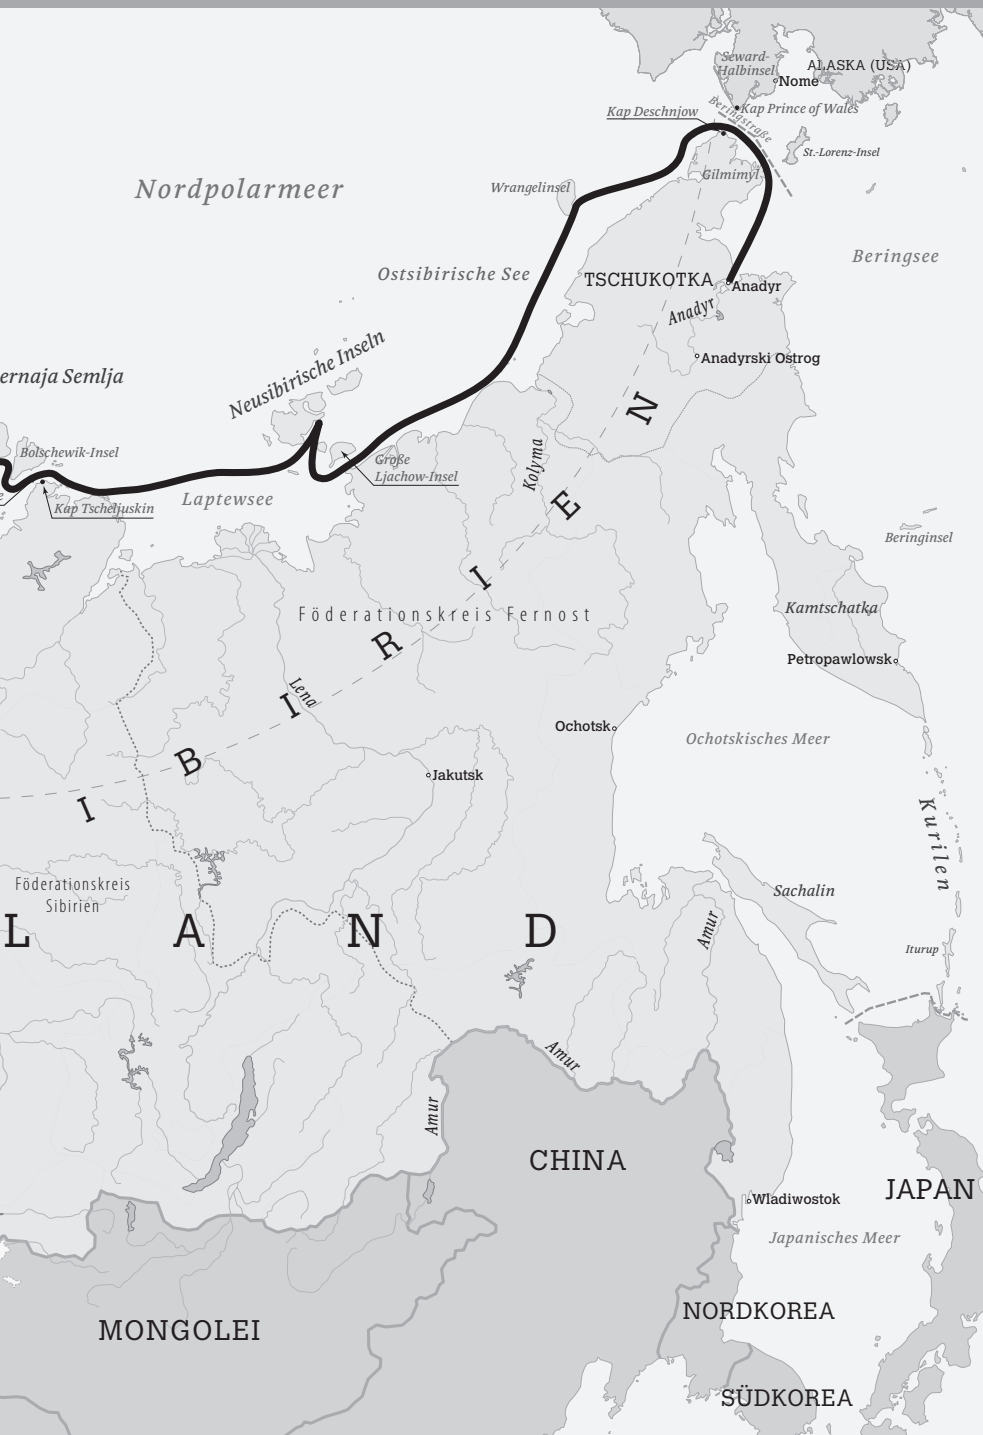 Seward-
Halbinsel
ALASKA (USA)
Nome
Kap Prince of Wales
Beringstraße
Kap Deschnjow
St.-Lorenz-Insel
Gilmimyl
Nordpolarmeer
Wrangelinsel
Beringsee
Ostsibirische See
TSCHUKOTKA
Anadyr
Anadyr
Anadyrski Ostrog
Neusibirische Inseln
ernaja Semlja
Bolschewik-Insel
Große
Ljachow-Insel
Kolyma
Laptewsee
Kap Tscheljuskin
Beringinsel
Kamtschatka
Föderationskreis Fernost
Petropawlowsk
Lena
Ochotsk
Ochotskisches Meer
I B I R I E N
Jakutsk
Kurilen
Föderationskreis
Sibirien
Sachalin
L A N D
Amur
Iturup
Amur
Amur
CHINA
JAPAN
Wladiwostok
Japanisches Meer
NORDKOREA
MONGOLEI
SÜDKOREA